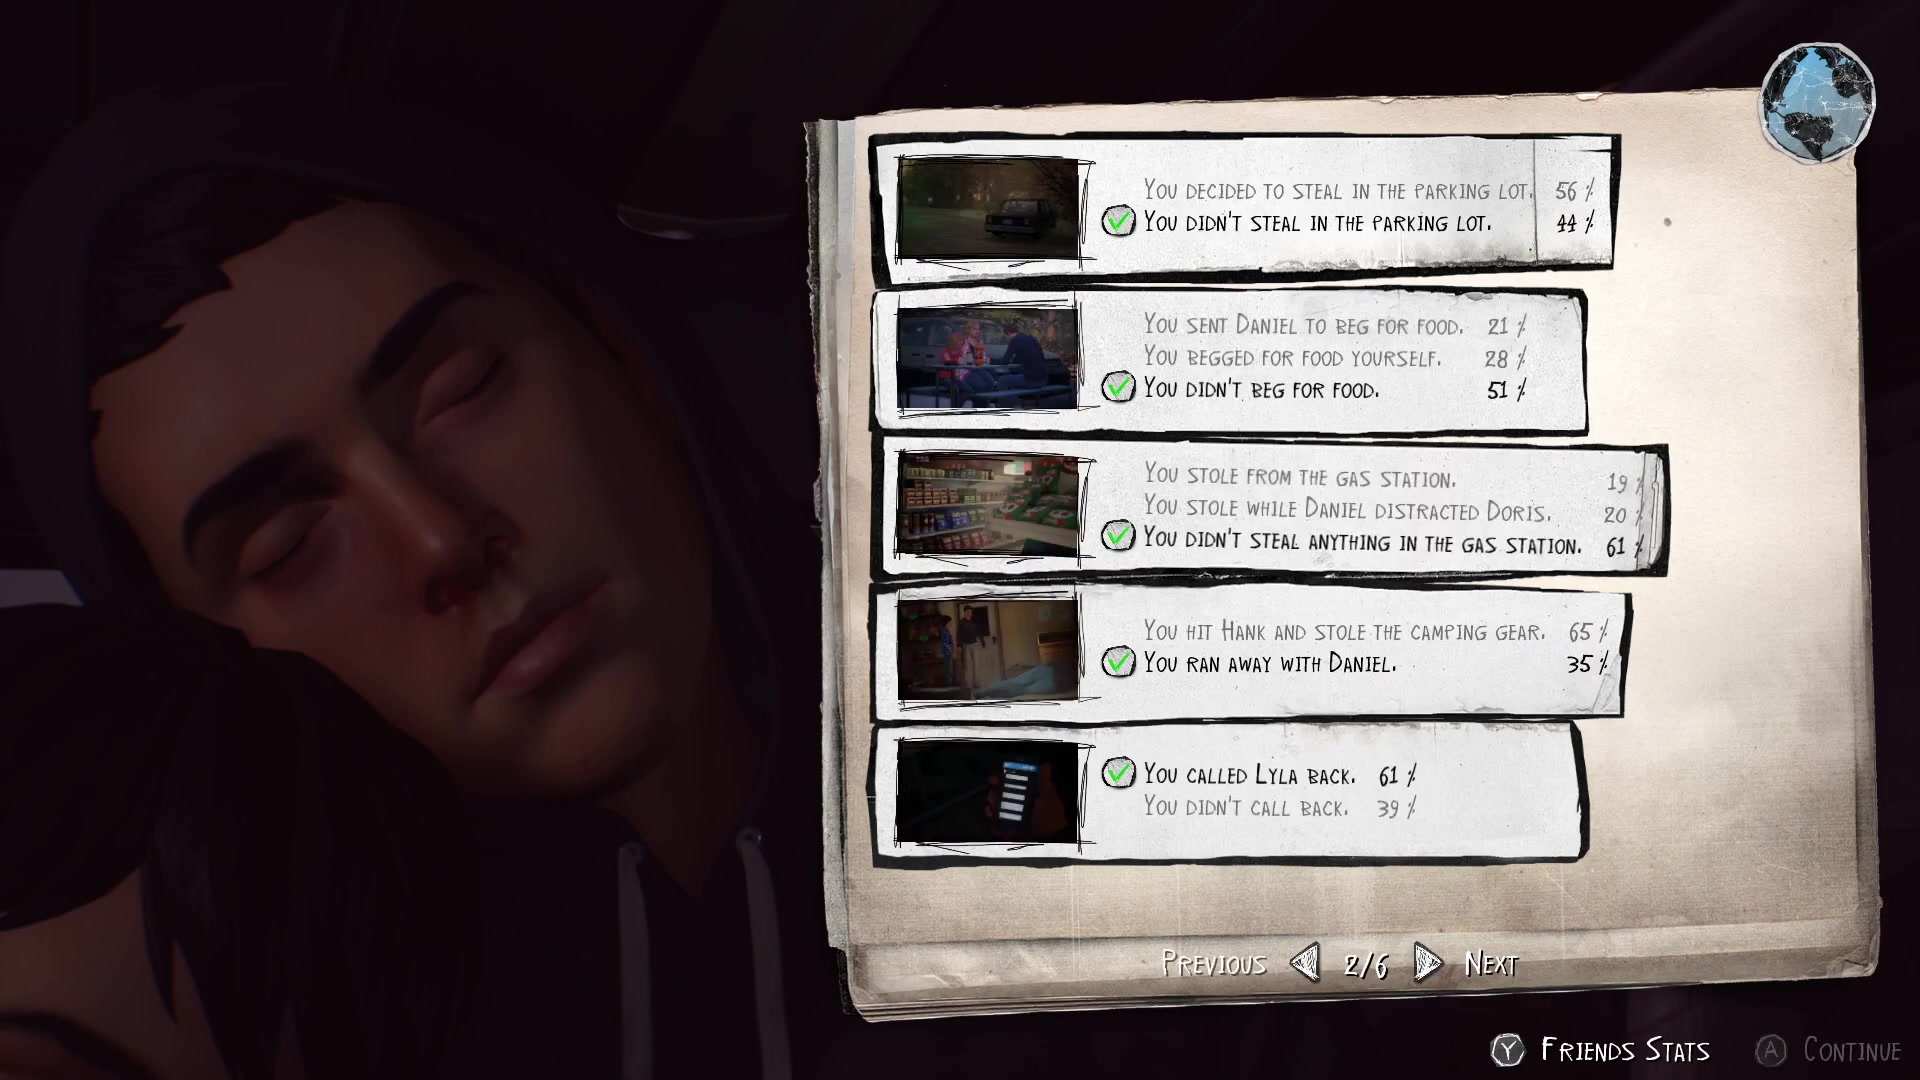 You decided to steal in the parking lot. 56 %
You didn't steal in the parking lot. 44 %
You sent Daniel to beg for food. 21 %
You begged for food yourself. 28 %
You didn't beg for food. 51 %
You stole from the gas station. 19 %
You stole while Daniel distracted Doris. 20 %
You didn't steal anything in the gas station. 61 %
You hit Hank and stole the camping gear. 65 %
You ran away with Daniel. 35 %
You called Lyla back. 61 %
You didn't call back. 39 %
Previous 2/6 Next
Y Friends Stats A Continue